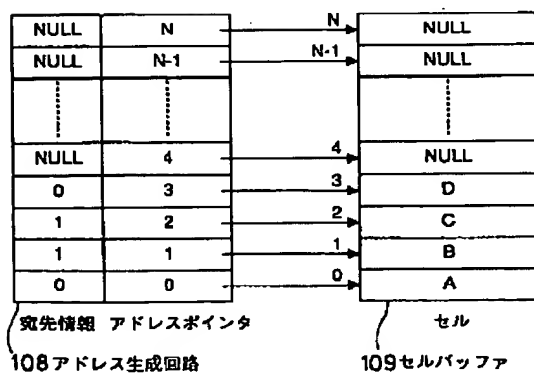 NULL N N NULL
NULL N-1 N-1 NULL
NULL 4 4 NULL
0 3 3 D
1 2 2 C
1 1 1 B
0 0 0 A
宛先情報 アドレスポインタ セル
108アドレス生成回路 109セルバッファ